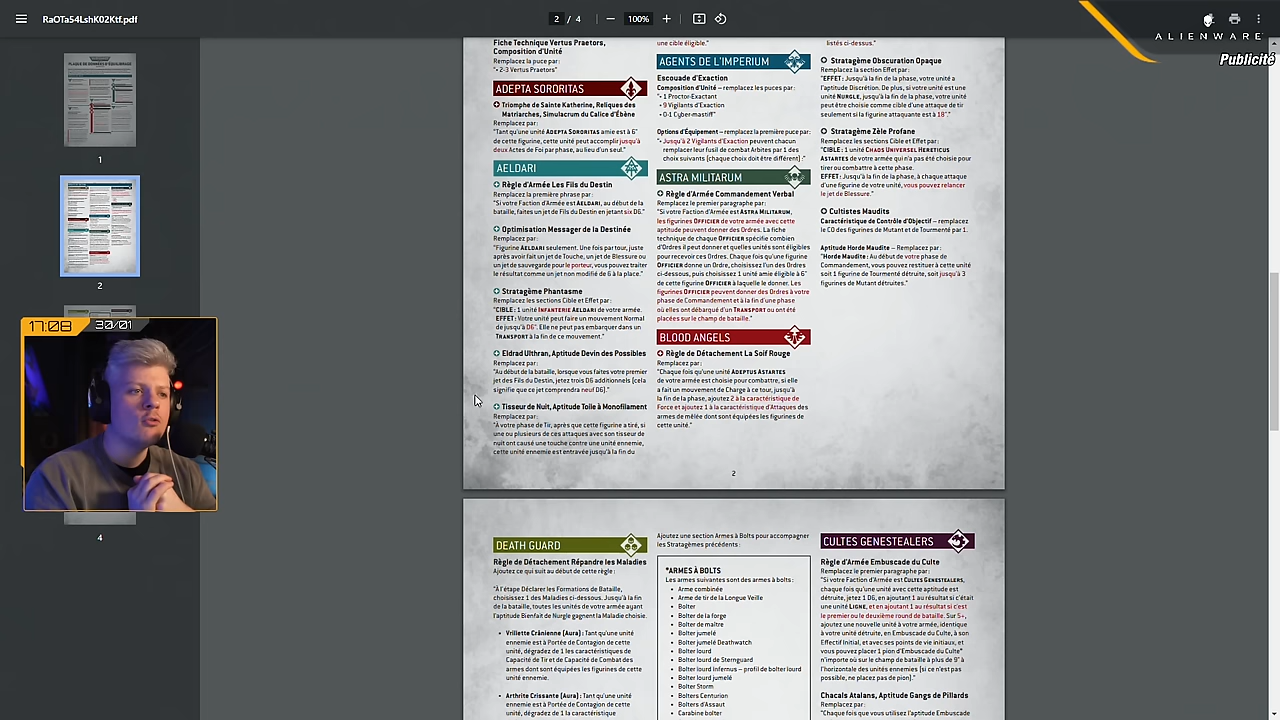 RaOTa54LshK02Ktf.pdf
2 / 4
100%
ALIENWARE
Publicité
1
2
4
17:08
30/01
Fiche Technique Vertus Praetors,
Composition d'Unité
Remplacez la puce par:
"• 2-3 Vertus Praetors"
ADEPTA SORORITAS
Triomphe de Sainte Katherine, Reliques des
Matriarches, Simulacrum du Calice d'Ébène
Remplacez par:
"Tant qu'une unité ADEPTA SORORITAS amie est à 6"
de cette figurine, cette unité peut accomplir jusqu'à
deux Actes de Foi par phase, au lieu d'un seul."
AELDARI
Règle d'Armée Les Fils du Destin
Remplacez la première phrase par:
"Si votre Faction d'Armée est AELDARI, au début de la
bataille, faites un jet de Fils du Destin en jetant six D6."
Optimisation Messager de la Destinée
Remplacez par:
"Figurine AELDARI seulement. Une fois par tour, juste
après avoir fait un jet de Touche, un jet de Blessure ou
un jet de sauvegarde pour le porteur, vous pouvez traiter
le résultat comme un jet non modifié de 6 à la place."
Stratagème Phantasme
Remplacez les sections Cible et Effet par:
"CIBLE: 1 unité INFANTERIE AELDARI de votre armée.
EFFET: Votre unité peut faire un mouvement Normal
de jusqu'à D6". Elle ne peut pas embarquer dans un
TRANSPORT à la fin de ce mouvement."
Eldrad Ulthran, Aptitude Devin des Possibles
Remplacez par:
"Au début de la bataille, lorsque vous faites votre premier
jet des Fils du Destin, jetez trois D6 additionnels (cela
signifie que ce jet comprendra neuf D6)."
Tisseur de Nuit, Aptitude Toile à Monofilament
Remplacez par:
"À votre phase de Tir, après que cette figurine a tiré, si
une ou plusieurs de ces attaques avec son tisseur de
nuit ont causé une touche contre une unité ennemie,
cette unité ennemie est entravée jusqu'à la fin du
une cible éligible."
AGENTS DE L'IMPERIUM
Escouade d'Exaction
Composition d'Unité – remplacez les puces par:
"• 1 Proctor-Exactant
• 9 Vigilants d'Exaction
• 0-1 Cyber-mastiff"
Options d'Équipement – remplacez la première puce par:
"• Jusqu'à 2 Vigilants d'Exaction peuvent chacun
remplacer leur fusil de combat Arbites par 1 des
choix suivants (chaque choix doit être différent) :"
ASTRA MILITARUM
Règle d'Armée Commandement Verbal
Remplacez le premier paragraphe par:
"Si votre Faction d'Armée est ASTRA MILITARUM,
les figurines OFFICIER de votre armée avec cette
aptitude peuvent donner des Ordres. La fiche
technique de chaque OFFICIER spécifie combien
d'Ordres il peut donner et quelles unités sont éligibles
pour recevoir ces Ordres. Chaque fois qu'une figurine
OFFICIER donne un Ordre, choisissez l'un des Ordres
ci-dessous, puis choisissez 1 unité amie éligible à 6"
de cette figurine OFFICIER à laquelle le donner. Les
figurines OFFICIER peuvent donner des Ordres à votre
phase de Commandement et à la fin d'une phase
où elles ont débarqué d'un TRANSPORT ou ont été
placées sur le champ de bataille."
BLOOD ANGELS
Règle de Détachement La Soif Rouge
Remplacez par:
"Chaque fois qu'une unité ADEPTUS ASTARTES
de votre armée est choisie pour combattre, si elle
a fait un mouvement de Charge à ce tour, jusqu'à
la fin de la phase, ajoutez 2 à la caractéristique de
Force et ajoutez 1 à la caractéristique d'Attaques des
armes de mêlée dont sont équipées les figurines de
cette unité."
listés ci-dessus."
Stratagème Obscuration Opaque
Remplacez la section Effet par:
"EFFET: Jusqu'à la fin de la phase, votre unité a
l'aptitude Discrétion. De plus, si votre unité est une unité
NURGLE, jusqu'à la fin de la phase, votre unité
peut être choisie comme cible d'une attaque de tir
seulement si la figurine attaquante est à 18"."
Stratagème Zèle Profane
Remplacez les sections Cible et Effet par:
"CIBLE: 1 unité CHAOS UNIVERSEL HERETICUS
ASTARTES de votre armée qui n'a pas été choisie pour
tirer ou combattre à cette phase.
EFFET: Jusqu'à la fin de la phase, à chaque attaque
d'une figurine de votre unité, vous pouvez relancer
le jet de Blessure."
Cultistes Maudits
Caractéristique de Contrôle d'Objectif – remplacez
le CO des figurines de Mutant et de Tourmenté par 1.
Aptitude Horde Maudite – Remplacez par:
"Horde Maudite: Au début de votre phase de
Commandement, vous pouvez restituer à cette unité
soit 1 figurine de Tourmenté détruite, soit jusqu'à 3
figurines de Mutant détruites."
2
DEATH GUARD
Règle de Détachement Répandre les Maladies
Ajoutez ce qui suit au début de cette règle:
"À l'étape Déclarer les Formations de Bataille,
choisissez 1 des Maladies ci-dessous. Jusqu'à la fin
de la bataille, toutes les unités de votre armée ayant
l'aptitude Bienfait de Nurgle gagnent la Maladie choisie.
• Vrillette Crânienne (Aura): Tant qu'une unité
ennemie est à Portée de Contagion de cette
unité, dégradez de 1 les caractéristiques de
Capacité de Tir et de Capacité de Combat des
armes dont sont équipées les figurines de cette
unité ennemie.
• Arthrite Crissante (Aura): Tant qu'une unité
ennemie est à Portée de Contagion de cette
unité, dégradez de 1 la caractéristique
Ajoutez une section Armes à Bolts pour accompagner
les Stratagèmes précédents:
*ARMES À BOLTS
Les armes suivantes sont des armes à bolts:
• Arme combinée
• Arme de tir de la Longue Veille
• Bolter
• Bolter de la forge
• Bolter de maître
• Bolter jumelé
• Bolter jumelé Deathwatch
• Bolter lourd
• Bolter lourd de Sternguard
• Bolter lourd Infernus – profil de bolter lourd
• Bolter lourd jumelé
• Bolter Storm
• Bolters Centurion
• Bolters d'Assaut
• Carabine bolter
CULTES GENESTEALERS
Règle d'Armée Embuscade du Culte
Remplacez le premier paragraphe par:
"Si votre Faction d'Armée est CULTES GENESTEALERS,
chaque fois qu'une unité avec cette aptitude est
détruite, jetez 1 D6, en ajoutant 1 au résultat si c'était
une unité LIGNE, et en ajoutant 1 au résultat si c'est
le premier ou le deuxième round de bataille. Sur 5+,
ajoutez une nouvelle unité à votre armée, identique
à votre unité détruite, en Embuscade du Culte, à son
Effectif Initial, et avec ses points de vie initiaux, et
vous pouvez placer 1 pion d'Embuscade du Culte*
n'importe où sur le champ de bataille à plus de 9" à
l'horizontale des unités ennemies (si ce n'est pas
possible, ne placez pas de pion)."
Chacals Atalans, Aptitude Gangs de Pillards
Remplacez par:
"Chaque fois que vous utilisez l'aptitude Embuscade